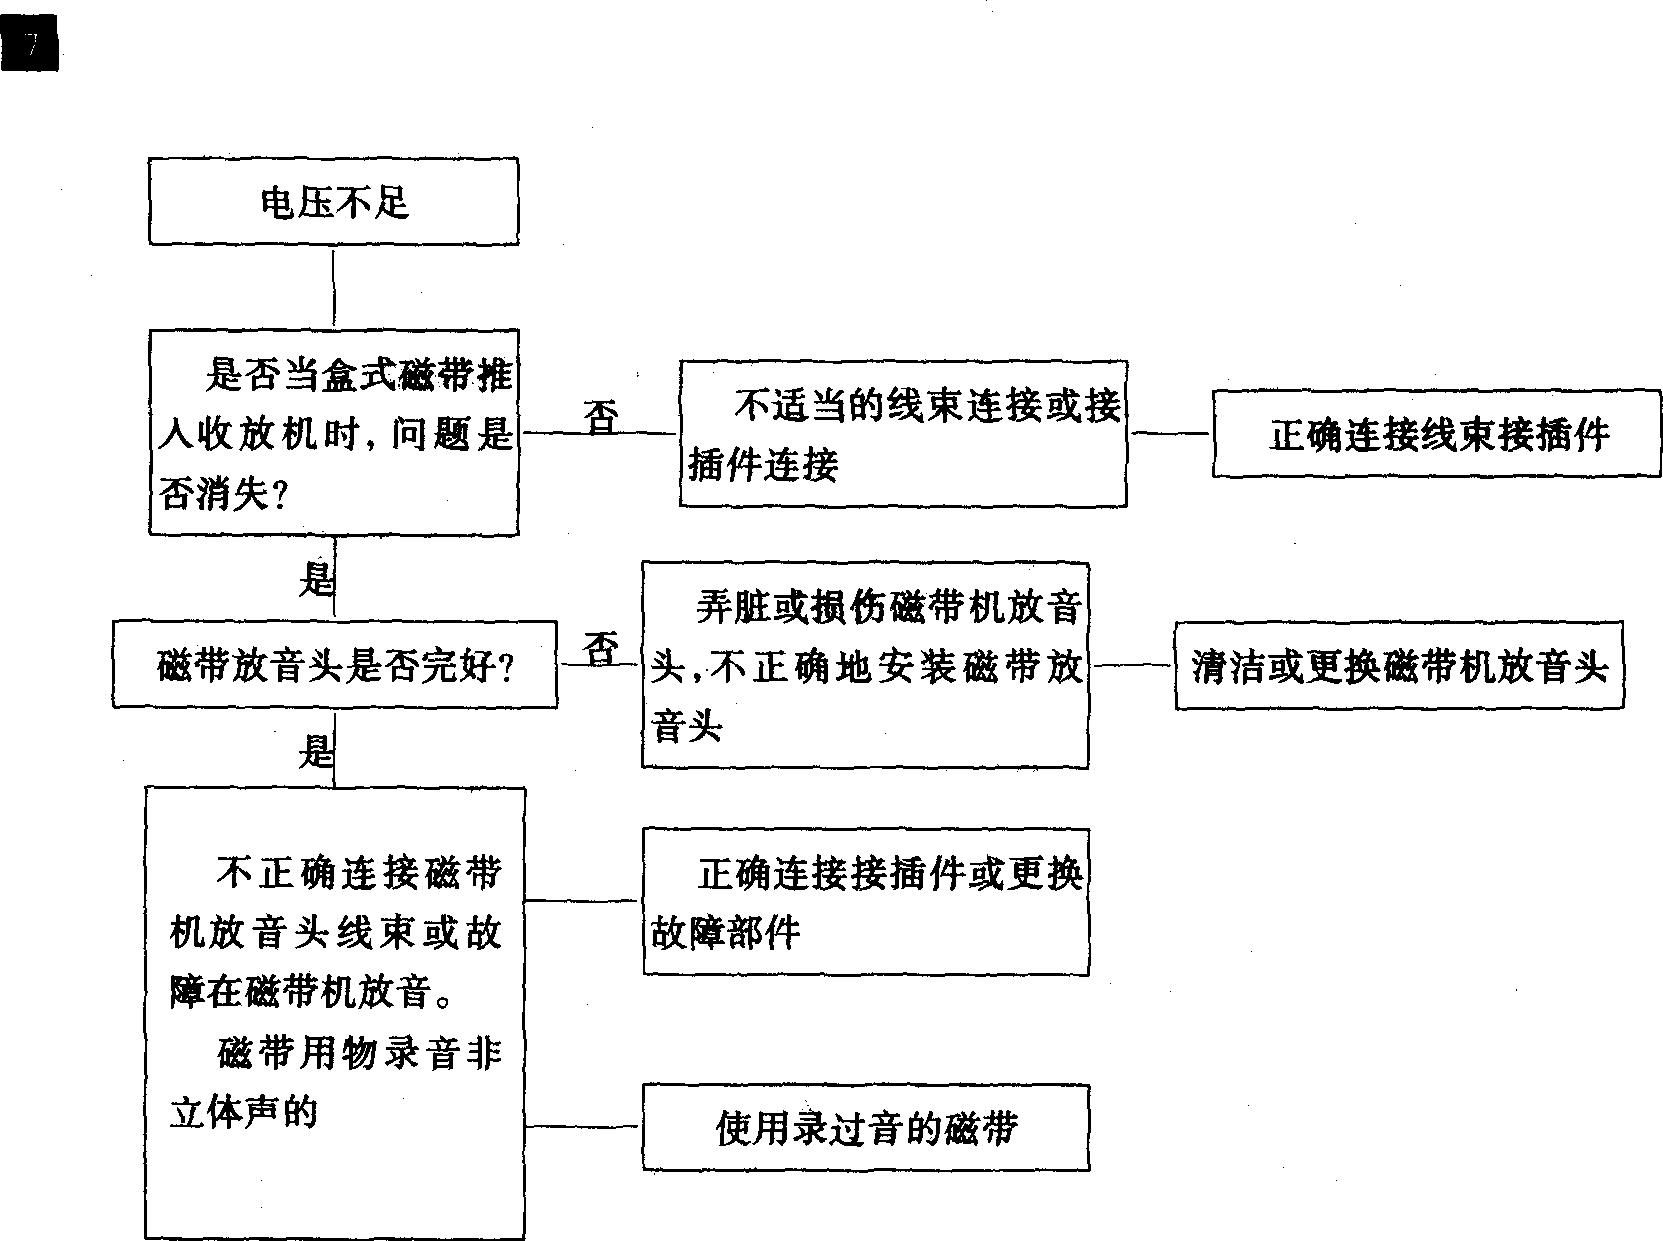 7
电压不足
是否当盒式磁带推
入收放机时，问题是
否消失？
否
不适当的线束连接或接
插件连接
正确连接线束接插件
是
磁带放音头是否完好？
否
弄脏或损伤磁带机放音
头，不正确地安装磁带放
音头
清洁或更换磁带机放音头
是
不正确连接磁带
机放音头线束或故
障在磁带机放音。
磁带用物录音非
立体声的
正确连接接插件或更换
故障部件
使用录过音的磁带